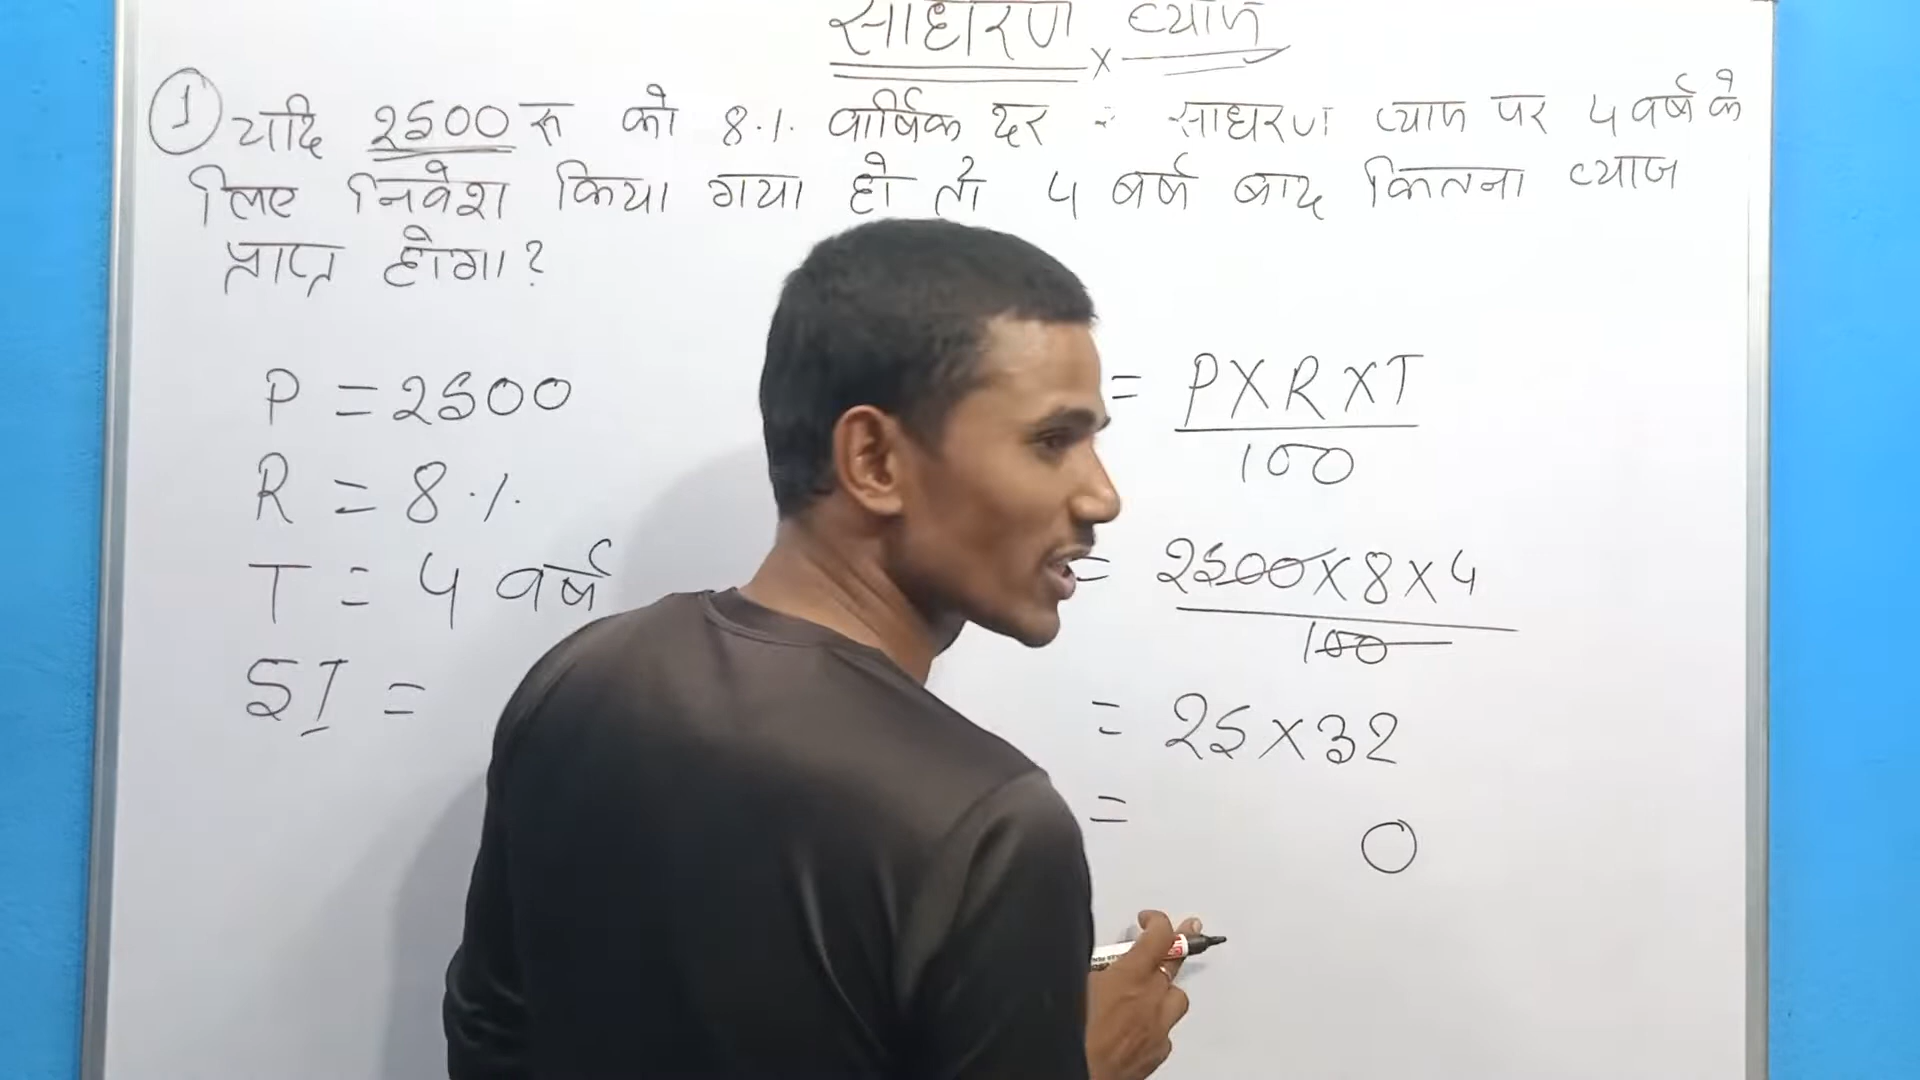 साधारण ब्याज
x
① यदि 2500 रू को 8% वार्षिक दर से साधारण ब्याज पर 4 वर्ष के
लिए निवेश किया गया हो तो 4 वर्ष बाद कितना ब्याज
प्राप्त होगा?
P = 2500
R = 8%
T = 4 वर्ष
SI =
= P X R X T
100
= 2500 x 8 x 4
100
= 25 x 32
= 0